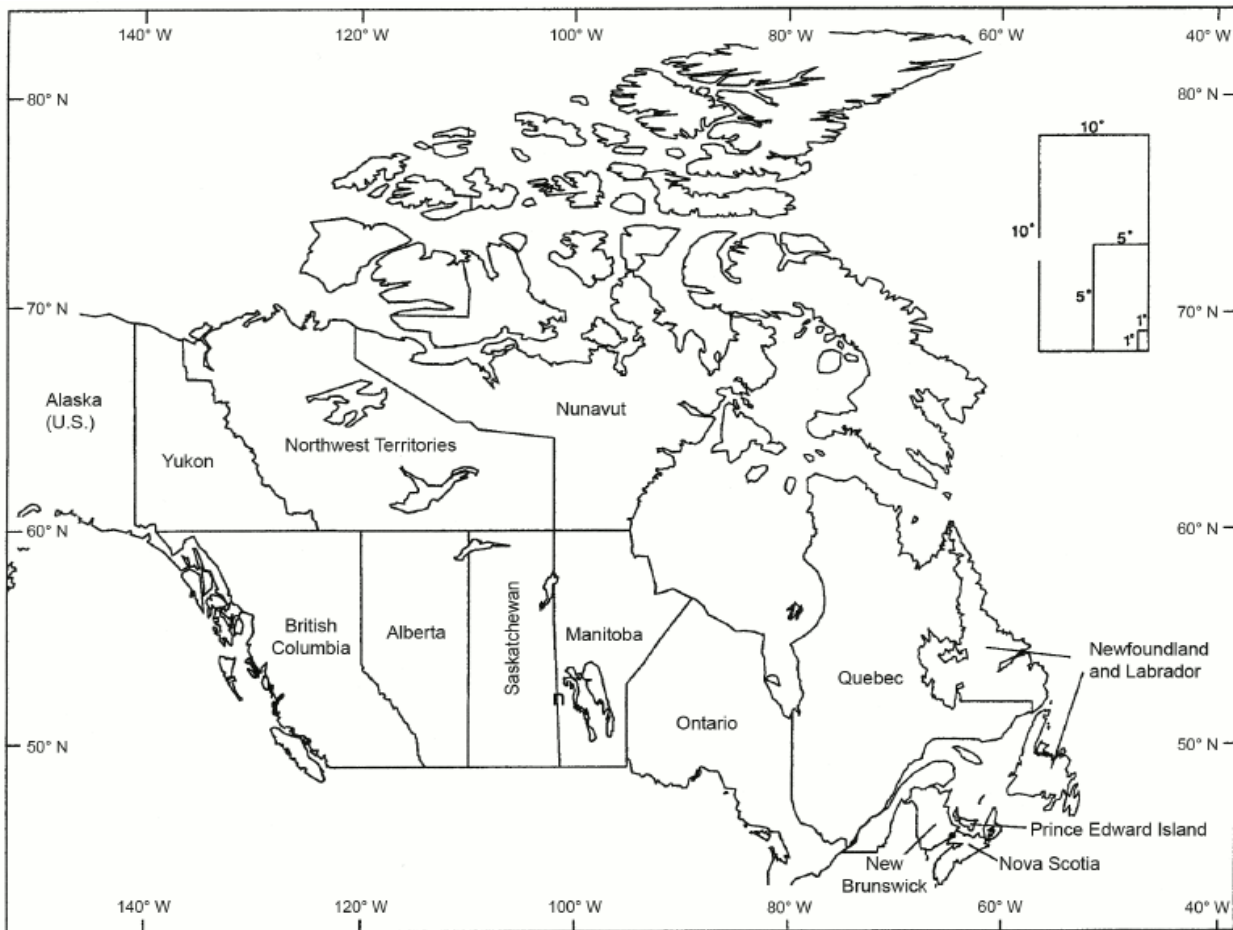 140° W
120° W
100° W
80° W
60° W
40° W
80° N
80° N
10°
10°
5°
5°
1°
1°
70° N
70° N
Alaska
(U.S.)
Yukon
Northwest Territories
Nunavut
60° N
60° N
British
Columbia
Alberta
Saskatchewan
Manitoba
Ontario
Quebec
Newfoundland
and Labrador
50° N
50° N
Prince Edward Island
Nova Scotia
New
Brunswick
140° W
120° W
100° W
80° W
60° W
40° W